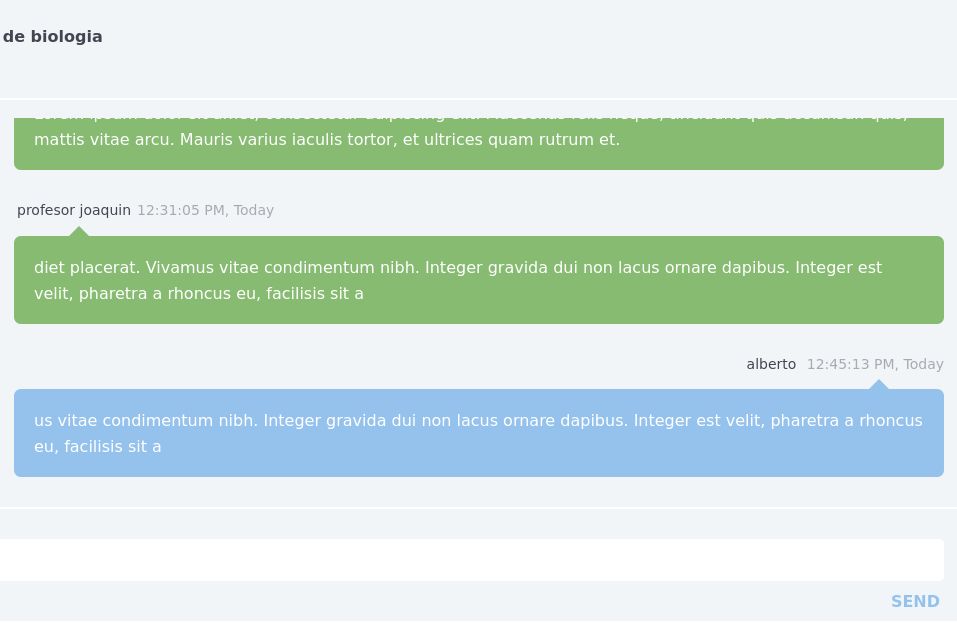 de biologia
mattis vitae arcu. Mauris varius iaculis tortor, et ultrices quam rutrum et.
profesor joaquin 12:31:05 PM, Today
diet placerat. Vivamus vitae condimentum nibh. Integer gravida dui non lacus ornare dapibus. Integer est
velit, pharetra a rhoncus eu, facilisis sit a
alberto 12:45:13 PM, Today
us vitae condimentum nibh. Integer gravida dui non lacus ornare dapibus. Integer est velit, pharetra a rhoncus
eu, facilisis sit a
SEND